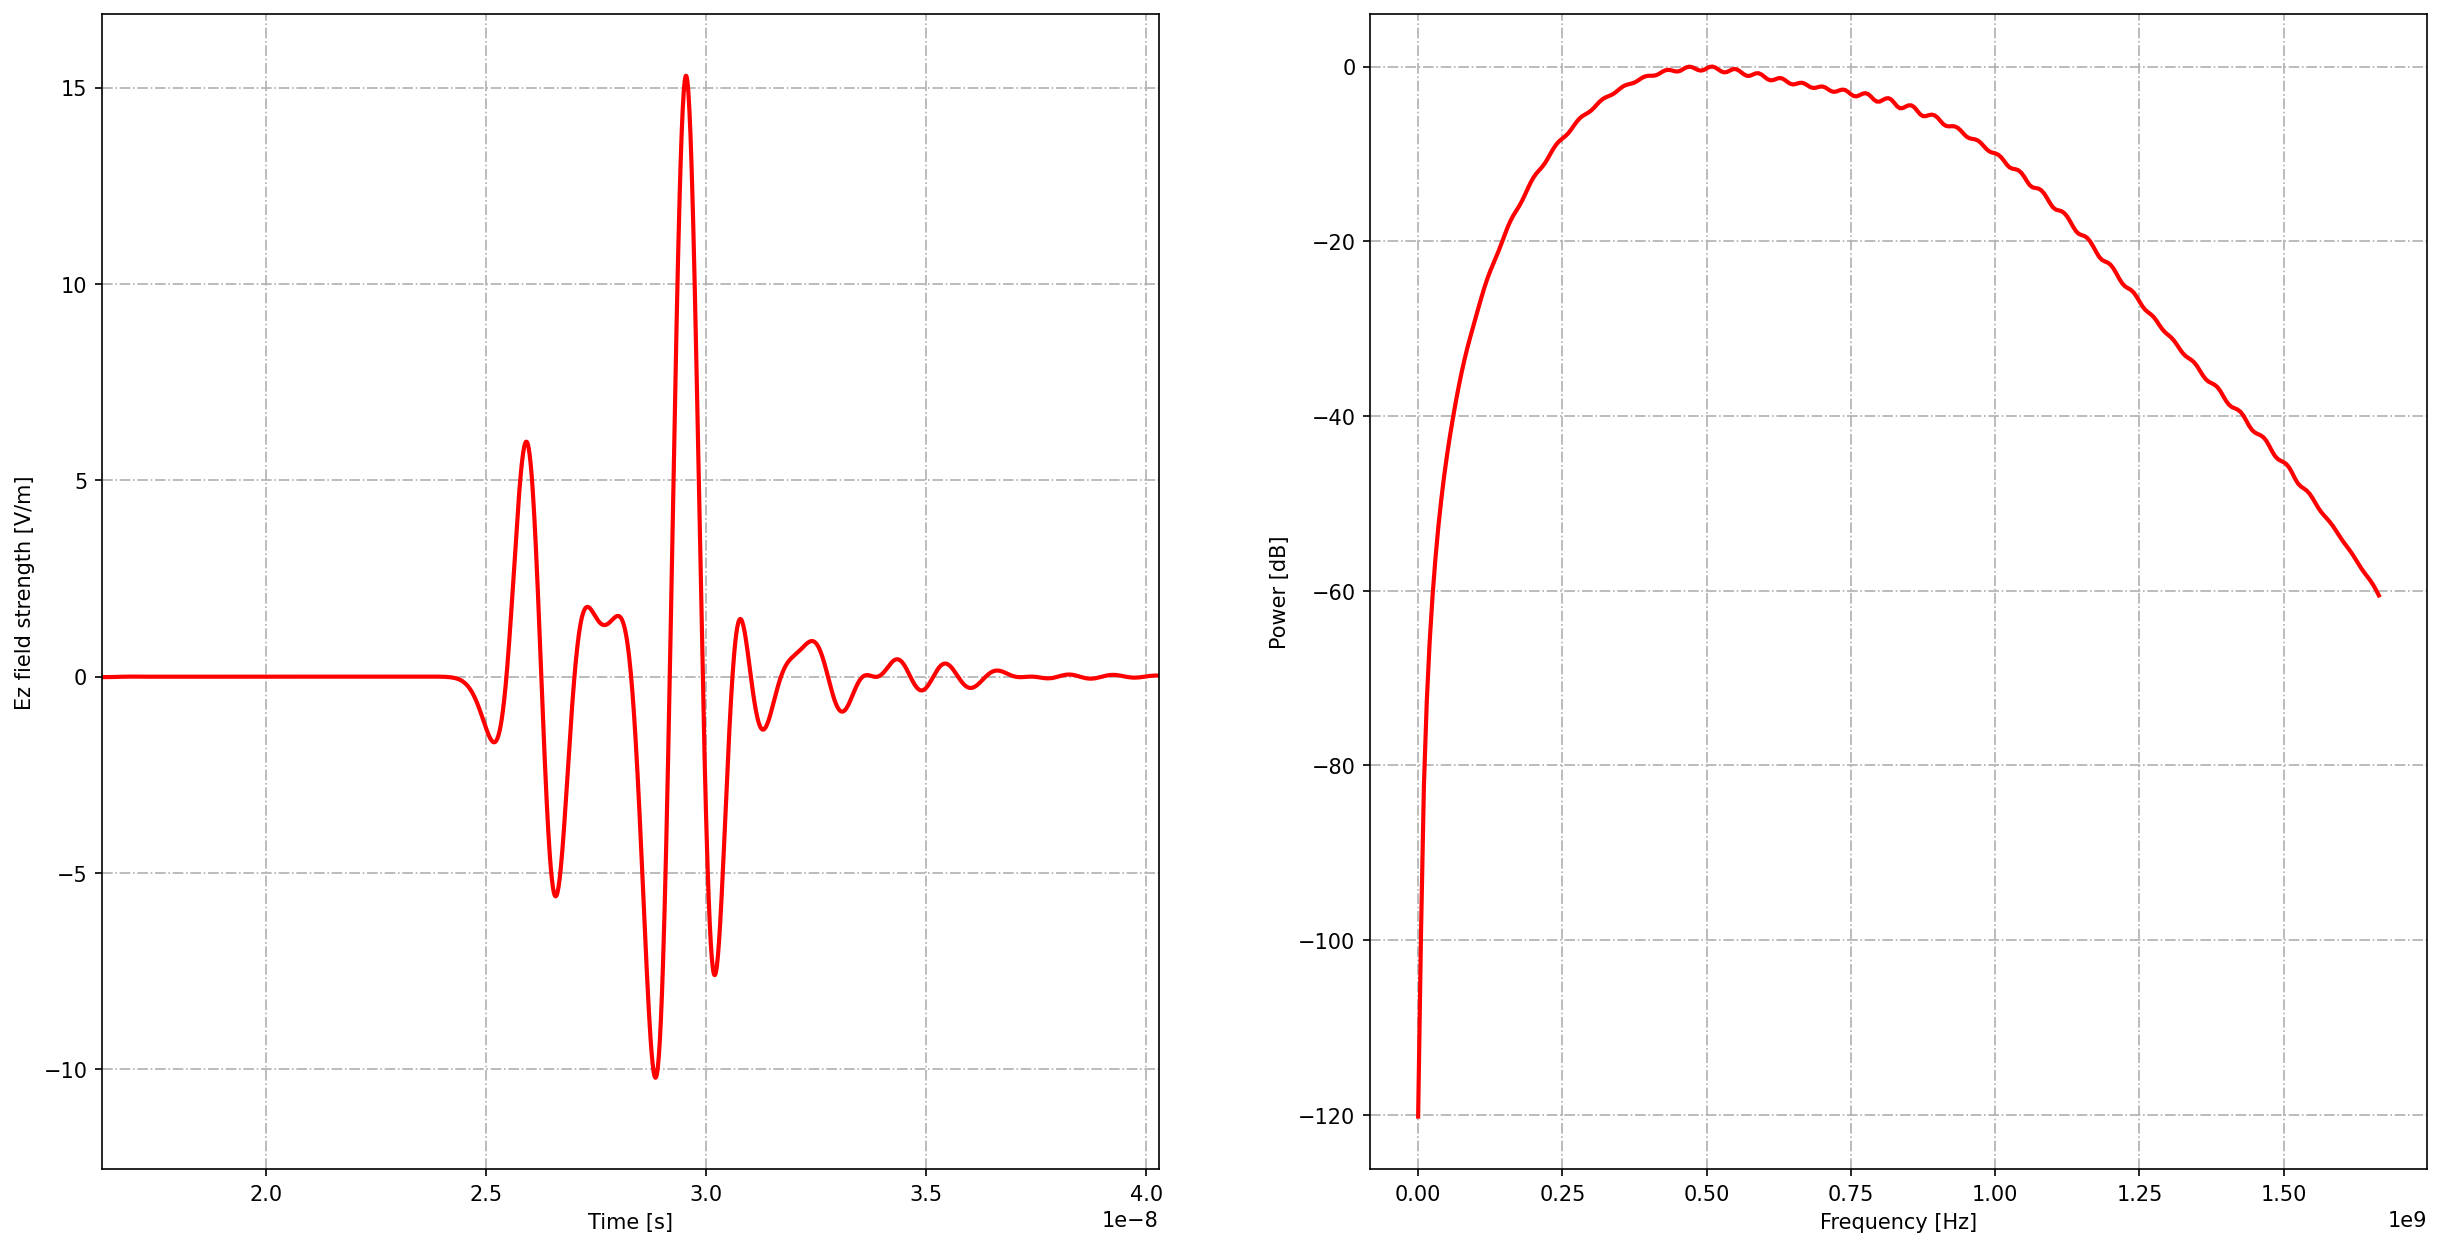 15
10
5
0
−5
−10
Ez field strength [V/m]
2.0 2.5 3.0 3.5 4.0
Time [s]
1e−8
0
−20
−40
−60
−80
−100
−120
Power [dB]
0.00 0.25 0.50 0.75 1.00 1.25 1.50
Frequency [Hz]
1e9